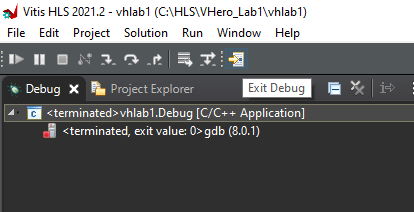 Vitis HLS 2021.2 - vhlab1 (C:\HLS\VHero_Lab1\vhlab1)
File Edit Project Solution Run Window Help
Debug Project Explorer Exit Debug
<terminated>vhlab1.Debug [C/C++ Application]
<terminated, exit value: 0>gdb (8.0.1)